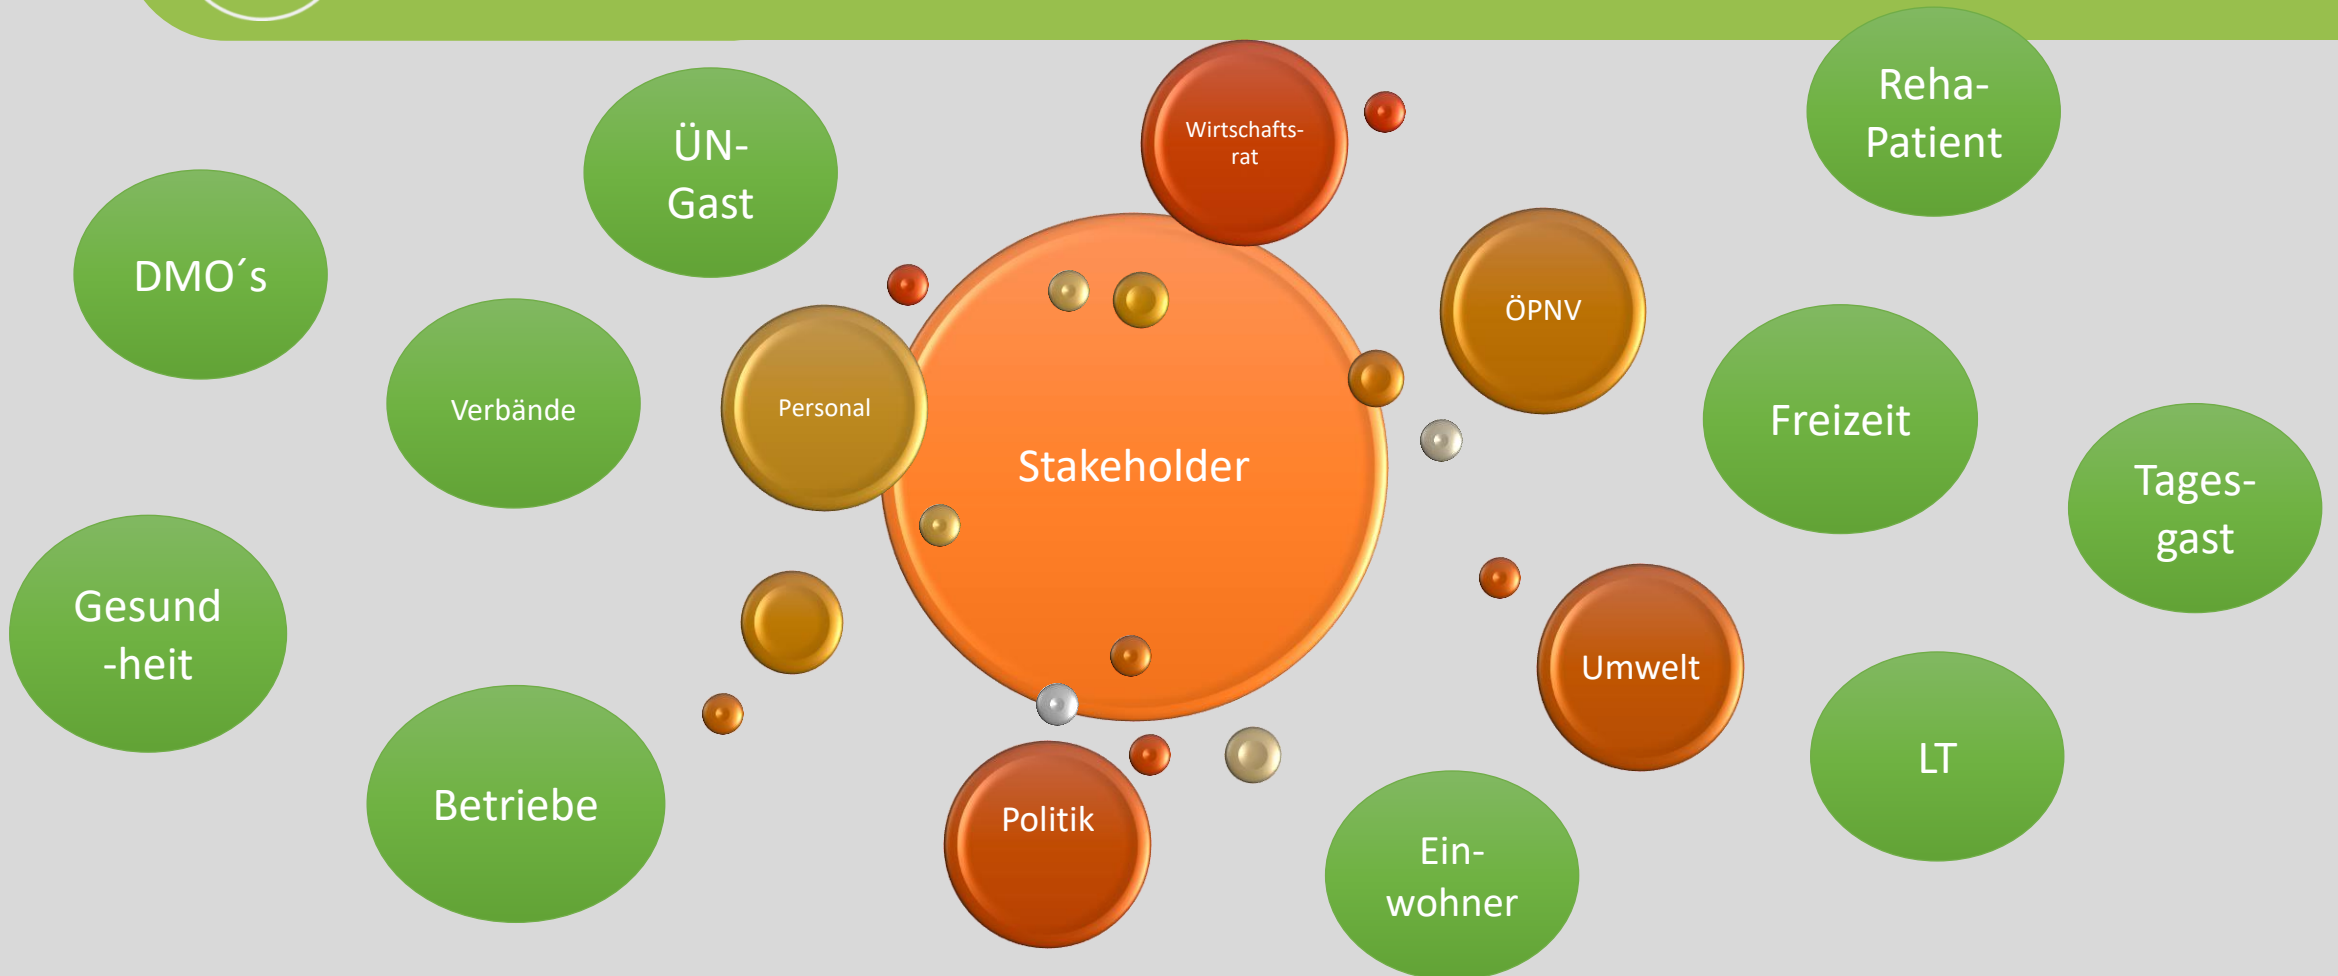 Reha-
Patient
ÜN-
Gast
Wirtschafts-
rat
DMO´s
ÖPNV
Verbände
Personal
Freizeit
Stakeholder
Tages-
gast
Gesund
-heit
Umwelt
LT
Betriebe
Politik
Ein-
wohner